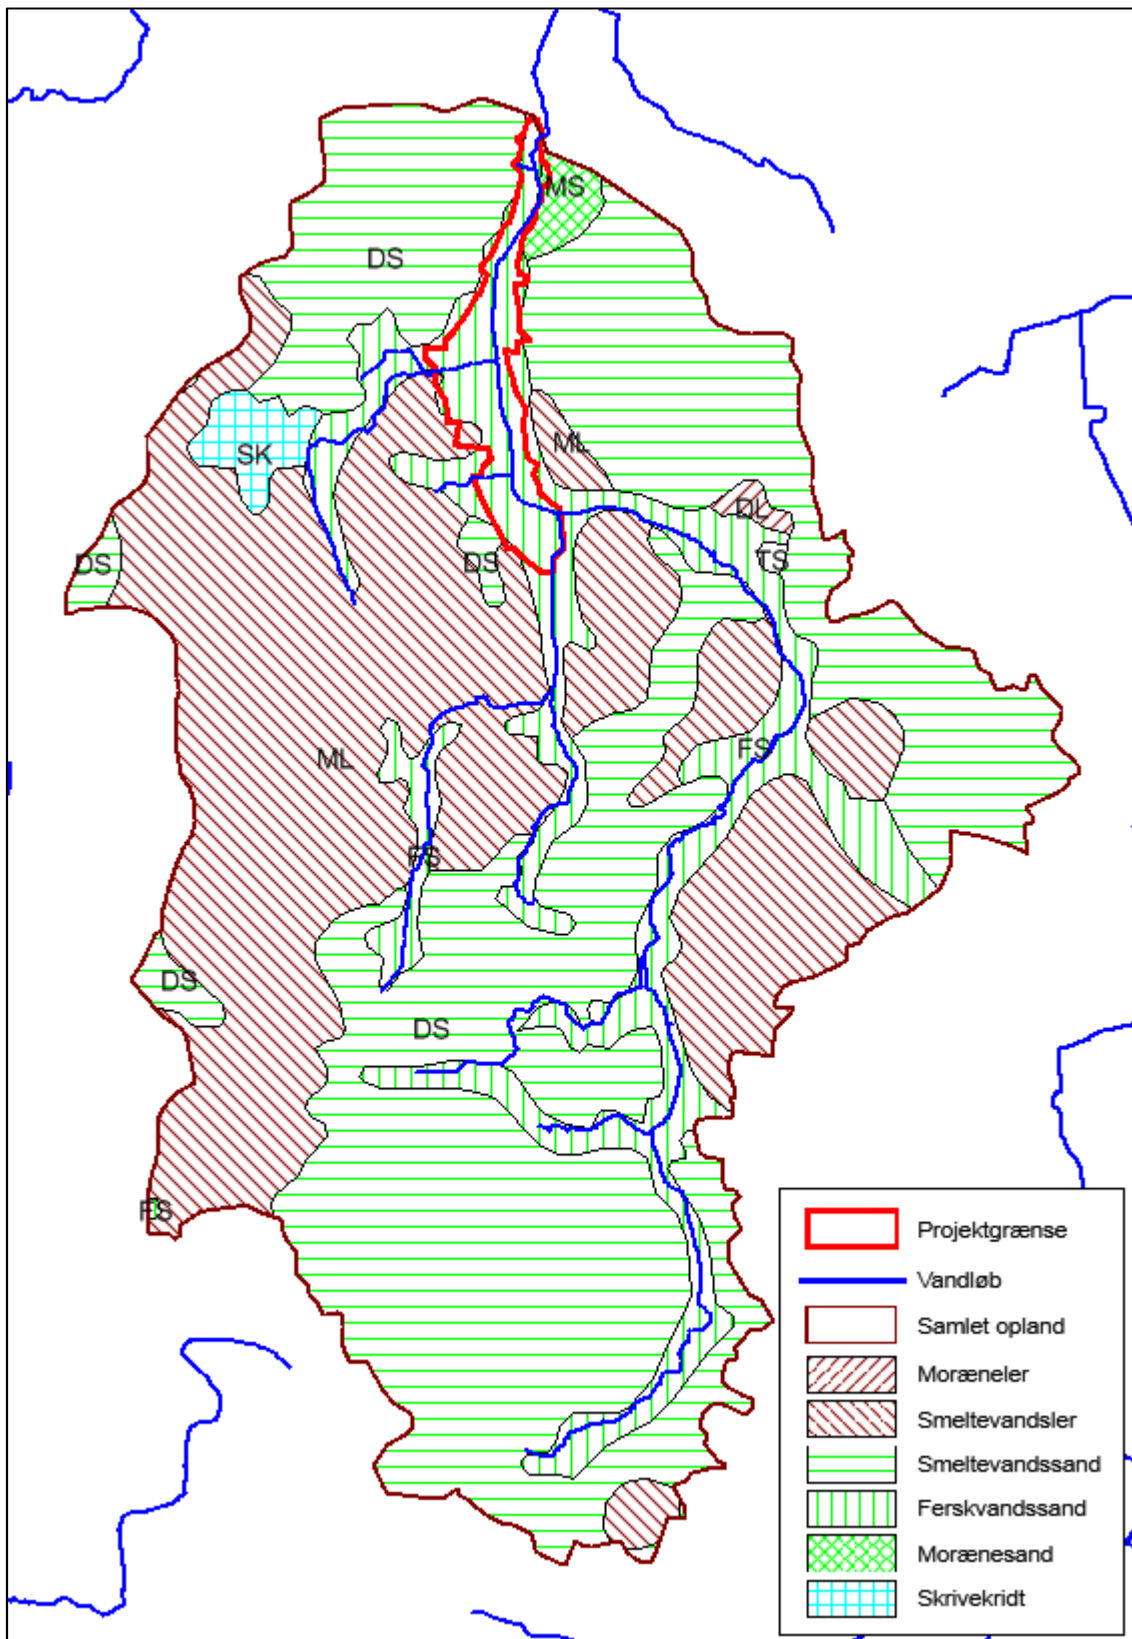 MS
DS
ML
SK
DL
DS
DS
TS
ML
FS
FS
DS
DS
FS
Projektgrænse
Vandløb
Samlet opland
Moræneler
Smeltevandsler
Smeltevandssand
Ferskvandssand
Morænesand
Skrivekridt